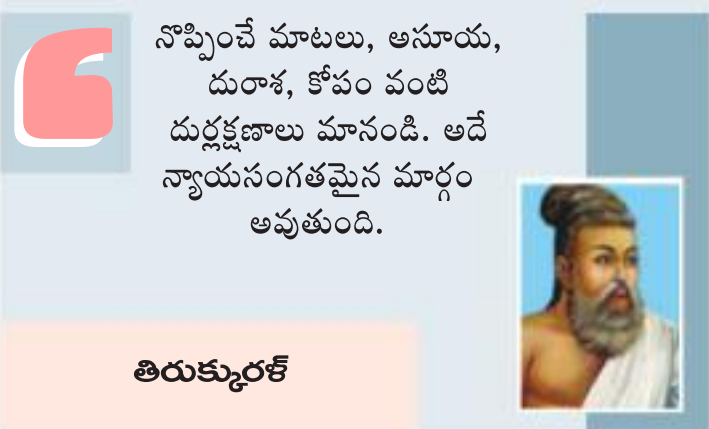 నొప్పించే మాటలు, అసూయ,
దురాశ, కోపం వంటి
దుర్లక్షణాలు మానండి. అదే
న్యాయసంగతమైన మార్గం
అవుతుంది.
తిరుక్కురళ్